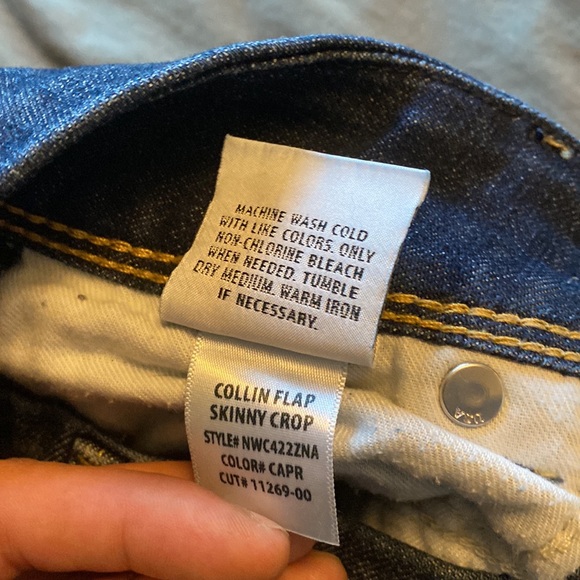 MACHINE WASH COLD
WITH LIKE COLORS. ONLY
NON-CHLORINE BLEACH
WHEN NEEDED. TUMBLE
DRY MEDIUM. WARM IRON
IF NECESSARY.
COLLIN FLAP
SKINNY CROP
STYLE# NWC422ZNA
COLOR# CAPR
CUT# 11269-00